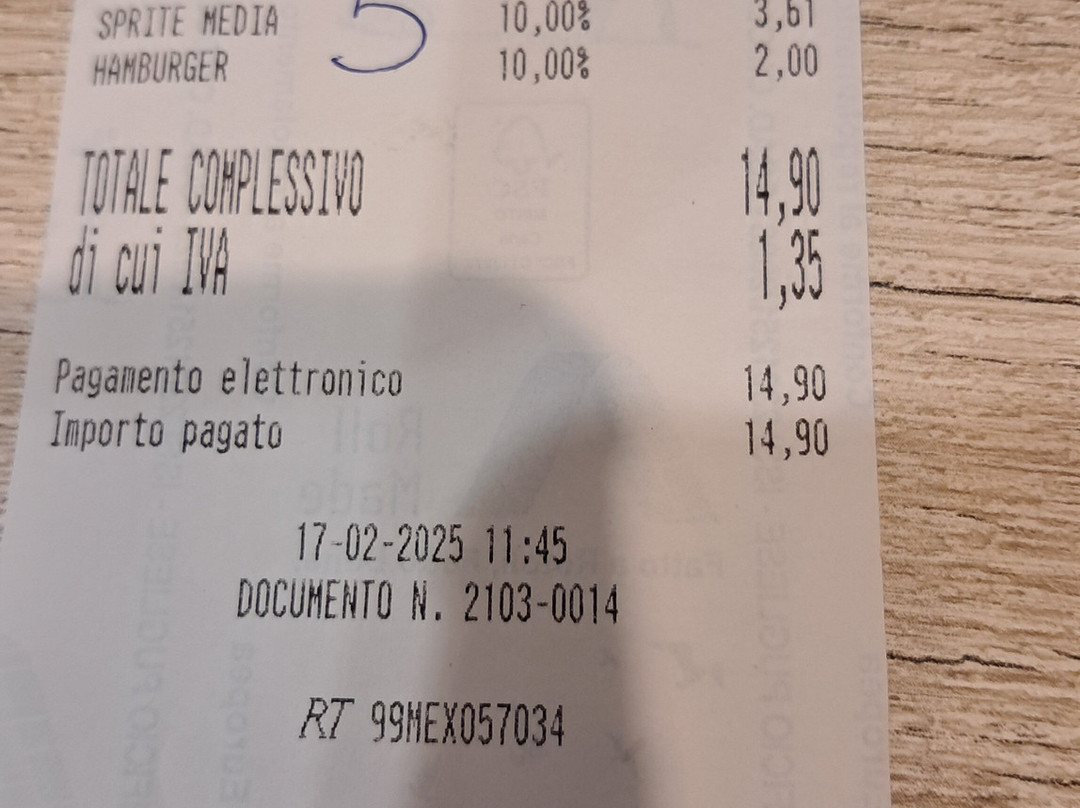 SPRITE MEDIA 10,00% 3,61
5
HAMBURGER 10,00% 2,00
TOTALE COMPLESSIVO 14,90
di cui IVA 1,35
Pagamento elettronico 14,90
Importo pagato 14,90
17-02-2025 11:45
DOCUMENTO N. 2103-0014
RT 99MEX057034